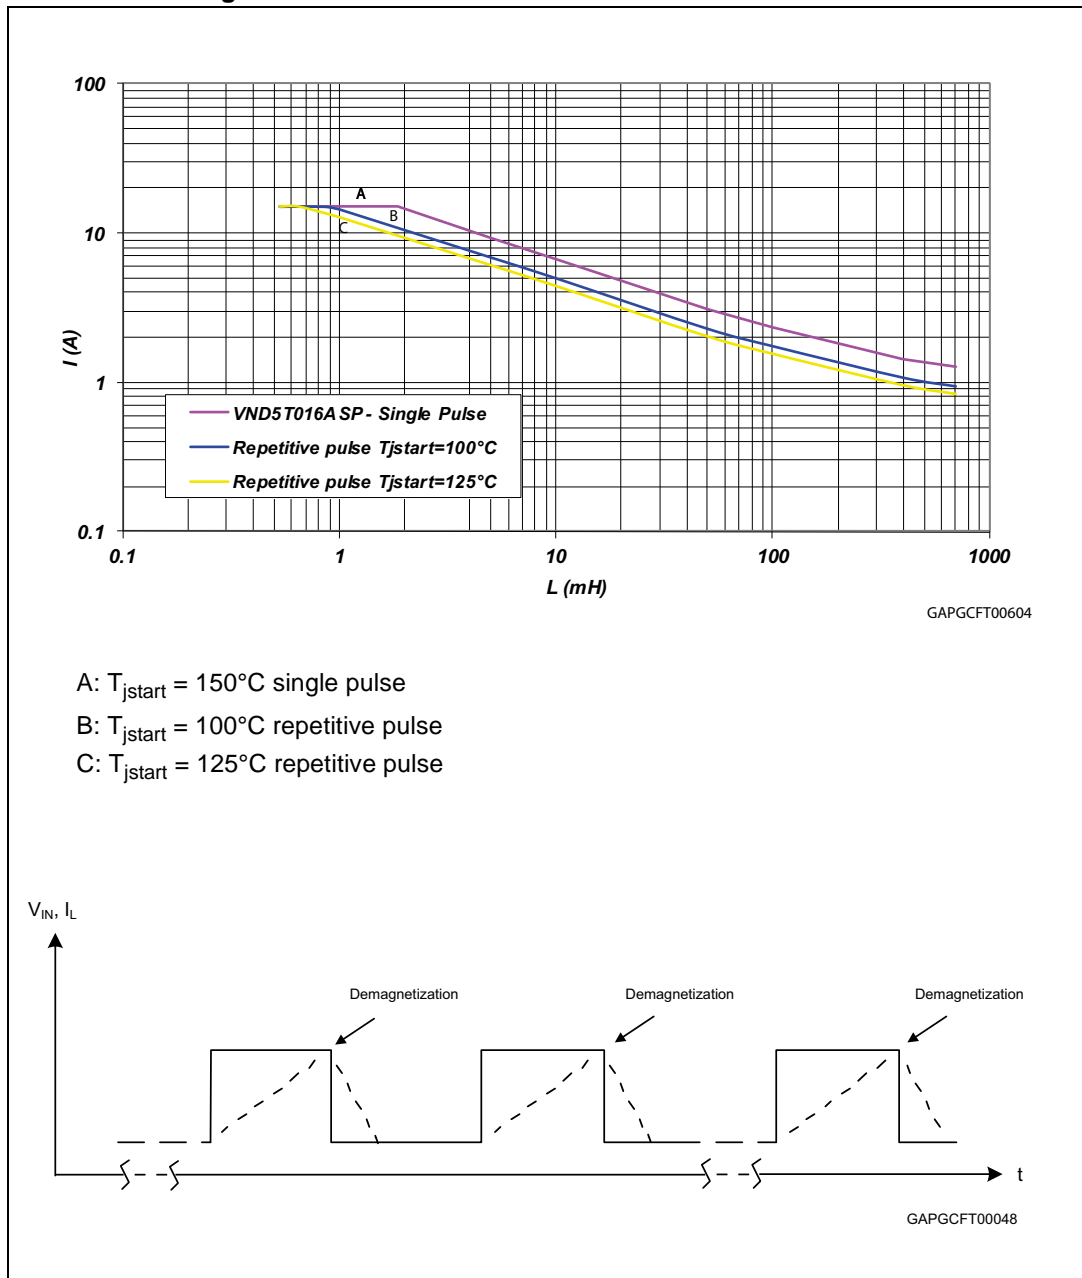 100
10
1
0.1
I (A)
A
B
C
VND5T016ASP - Single Pulse
Repetitive pulse Tjstart=100°C
Repetitive pulse Tjstart=125°C
0.1 1 10 100 1000
L (mH)
GAPGCFT00604
A: Tjstart = 150°C single pulse
B: Tjstart = 100°C repetitive pulse
C: Tjstart = 125°C repetitive pulse
VIN, IL
Demagnetization Demagnetization Demagnetization
t
GAPGCFT00048